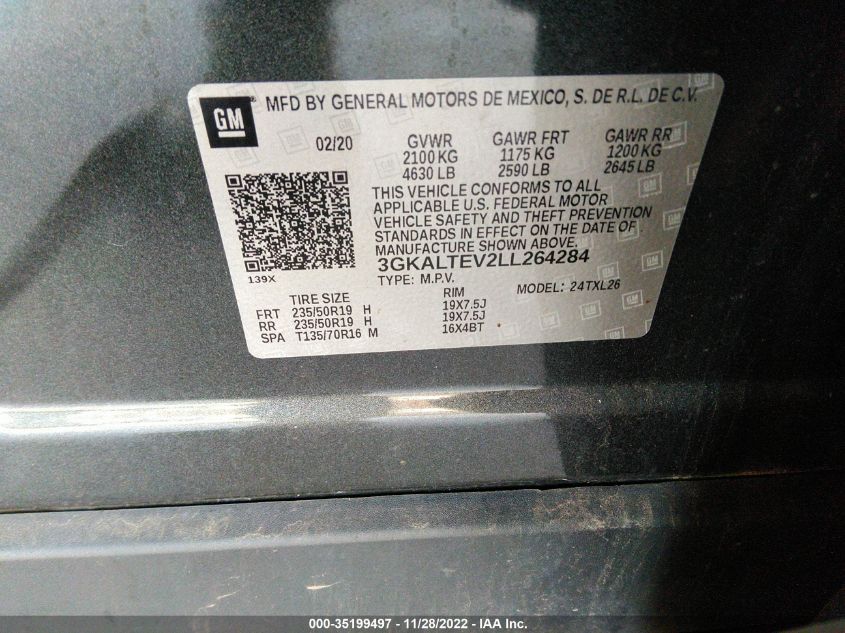 GM ® MFD BY GENERAL MOTORS DE MEXICO, S. DE R.L. DE C.V.
02/20 GVWR GAWR FRT GAWR RR
2100 KG 1175 KG 1200 KG
4630 LB 2590 LB 2645 LB
THIS VEHICLE CONFORMS TO ALL
APPLICABLE U.S. FEDERAL MOTOR
VEHICLE SAFETY AND THEFT PREVENTION
STANDARDS IN EFFECT ON THE DATE OF
MANUFACTURE SHOWN ABOVE.
139X 3GKALTEV2LL264284
TYPE: M.P.V. MODEL: 24TXL26
TIRE SIZE RIM
FRT 235/50R19 H 19X7.5J
RR 235/50R19 H 19X7.5J
SPA T135/70R16 M 16X4BT
000-35199497 - 11/28/2022 - IAA Inc.